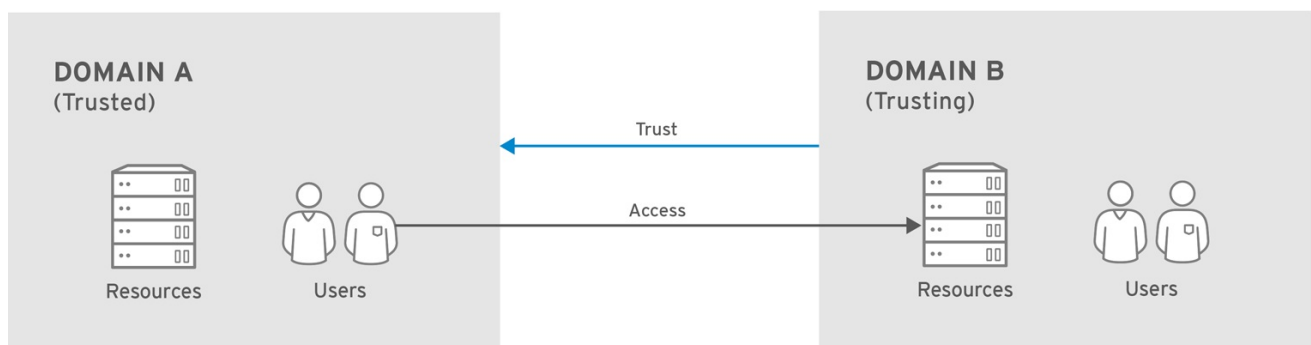 DOMAIN A
(Trusted)
Resources
Users
Trust
Access
DOMAIN B
(Trusting)
Resources
Users